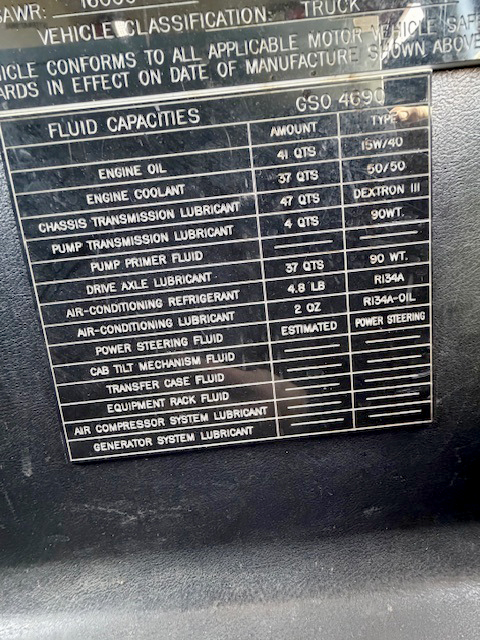 VEHICLE CLASSIFICATION: TRUCK
CONFORMS TO ALL APPLICABLE MOTOR VEHICLE
IN EFFECT ON DATE OF MANUFACTURE SHOWN ABOVE
GSO 4690
FLUID CAPACITIES AMOUNT TYPE
ENGINE OIL 41 QTS 15W/40
ENGINE COOLANT 37 QTS 50/50
CHASSIS TRANSMISSION LUBRICANT 47 QTS DEXTRON III
PUMP TRANSMISSION LUBRICANT 4 QTS 90WT.
PUMP PRIMER FLUID
DRIVE AXLE LUBRICANT 37 QTS 90 WT.
AIR-CONDITIONING REFRIGERANT 4.8 LB R134A
AIR-CONDITIONING LUBRICANT 2 OZ R134A-OIL
POWER STEERING FLUID ESTIMATED POWER STEERING
CAB TILT MECHANISM FLUID
TRANSFER CASE FLUID
EQUIPMENT RACK FLUID
AIR COMPRESSOR SYSTEM LUBRICANT
GENERATOR SYSTEM LUBRICANT